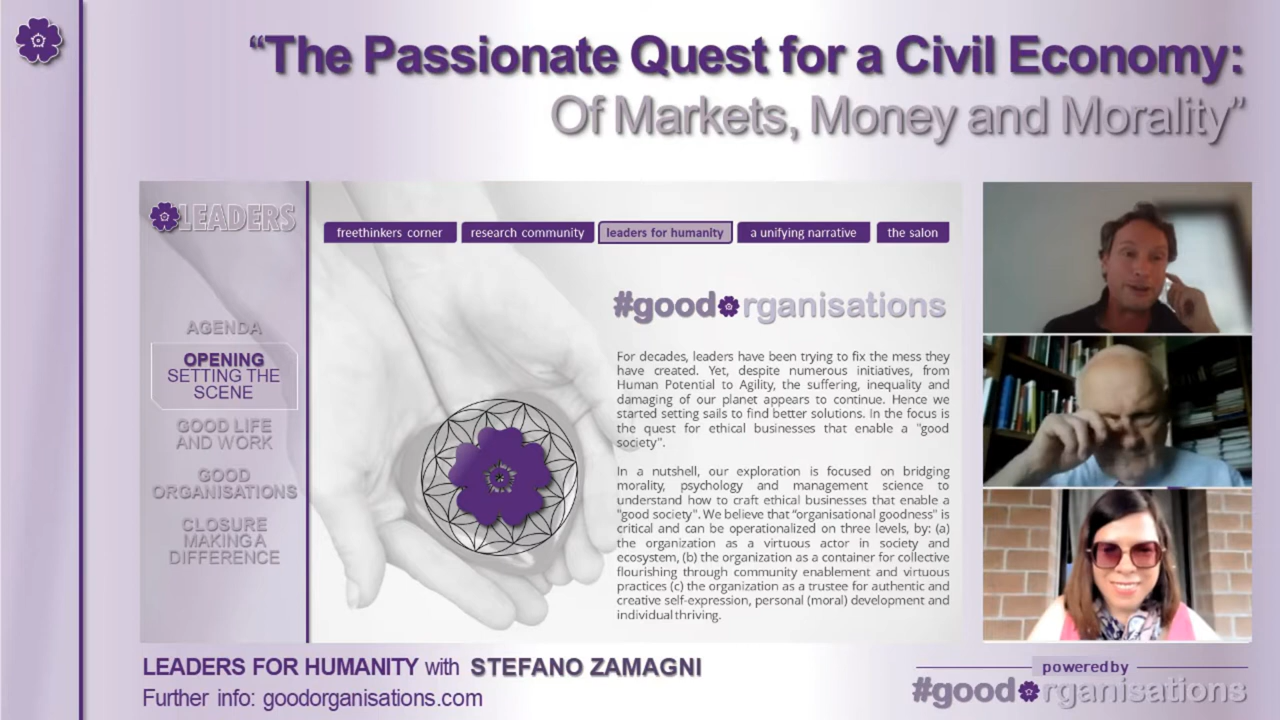 “The Passionate Quest for a Civil Economy:
Of Markets, Money and Morality”
LEADERS
freethinkers corner
research community
leaders for humanity
a unifying narrative
the salon
AGENDA
OPENING
SETTING THE
SCENE
GOOD LIFE
AND WORK
GOOD
ORGANISATIONS
CLOSURE
MAKING A
DIFFERENCE
#good rganisations
For decades, leaders have been trying to fix the mess they
have created. Yet, despite numerous initiatives, from
Human Potential to Agility, the suffering, inequality and
damaging of our planet appears to continue. Hence we
started setting sails to find better solutions. In the focus is
the quest for ethical businesses that enable a "good
society".
In a nutshell, our exploration is focused on bridging
morality, psychology and management science to
understand how to craft ethical businesses that enable a
"good society". We believe that “organisational goodness” is
critical and can be operationalized on three levels, by: (a)
the organization as a virtuous actor in society and
ecosystem, (b) the organization as a container for collective
flourishing through community enablement and virtuous
practices (c) the organization as a trustee for authentic and
creative self-expression, personal (moral) development and
individual thriving.
LEADERS FOR HUMANITY with STEFANO ZAMAGNI
Further info: goodorganisations.com
powered by
#good rganisations